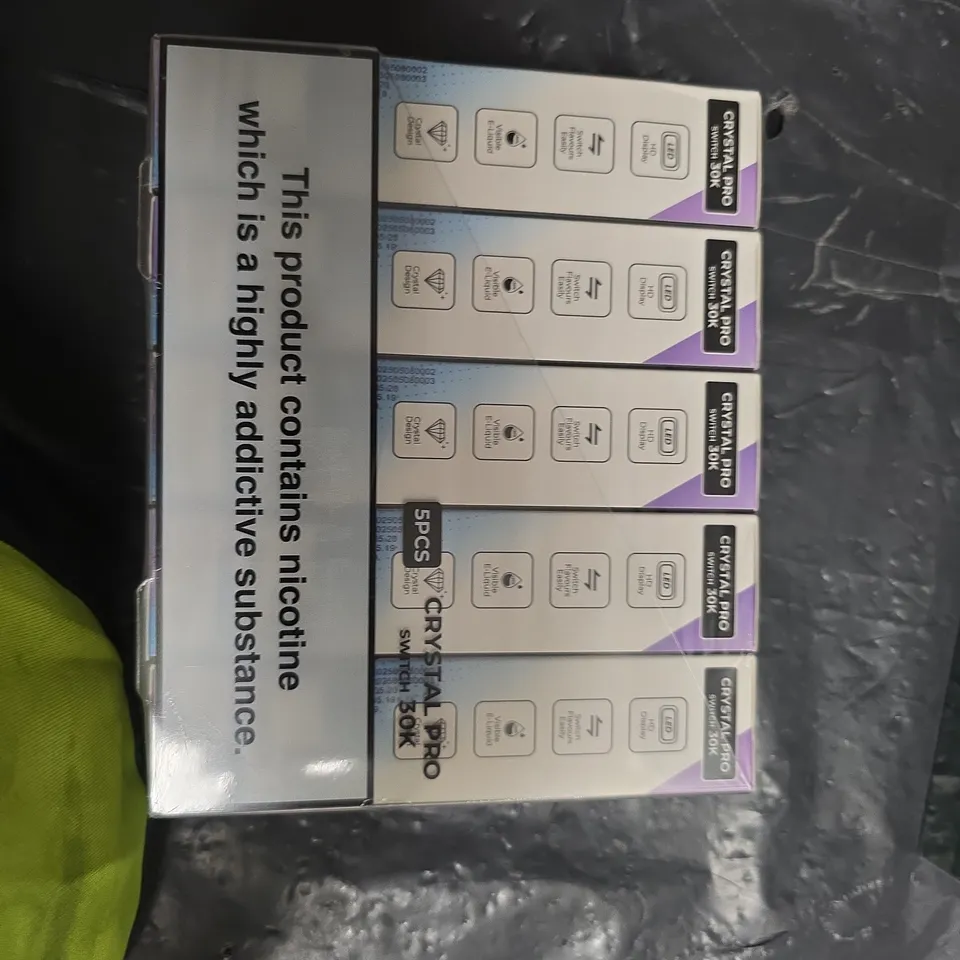 This product contains nicotine
which is a highly addictive substance.
5PCS
CRYSTAL PRO
SWITCH 30K
CRYSTAL PRO
SWITCH 30K
LED
HD
Display
Switch
Flavours
Easily
Visible
E-Liquid
Crystal
Design
CRYSTAL PRO
SWITCH 30K
LED
HD
Display
Switch
Flavours
Easily
Visible
E-Liquid
Crystal
Design
CRYSTAL PRO
SWITCH 30K
LED
HD
Display
Switch
Flavours
Easily
Visible
E-Liquid
Crystal
Design
CRYSTAL PRO
SWITCH 30K
LED
HD
Display
Switch
Flavours
Easily
Visible
E-Liquid
Crystal
Design
CRYSTAL PRO
SWITCH 30K
LED
HD
Display
Switch
Flavours
Easily
Visible
E-Liquid